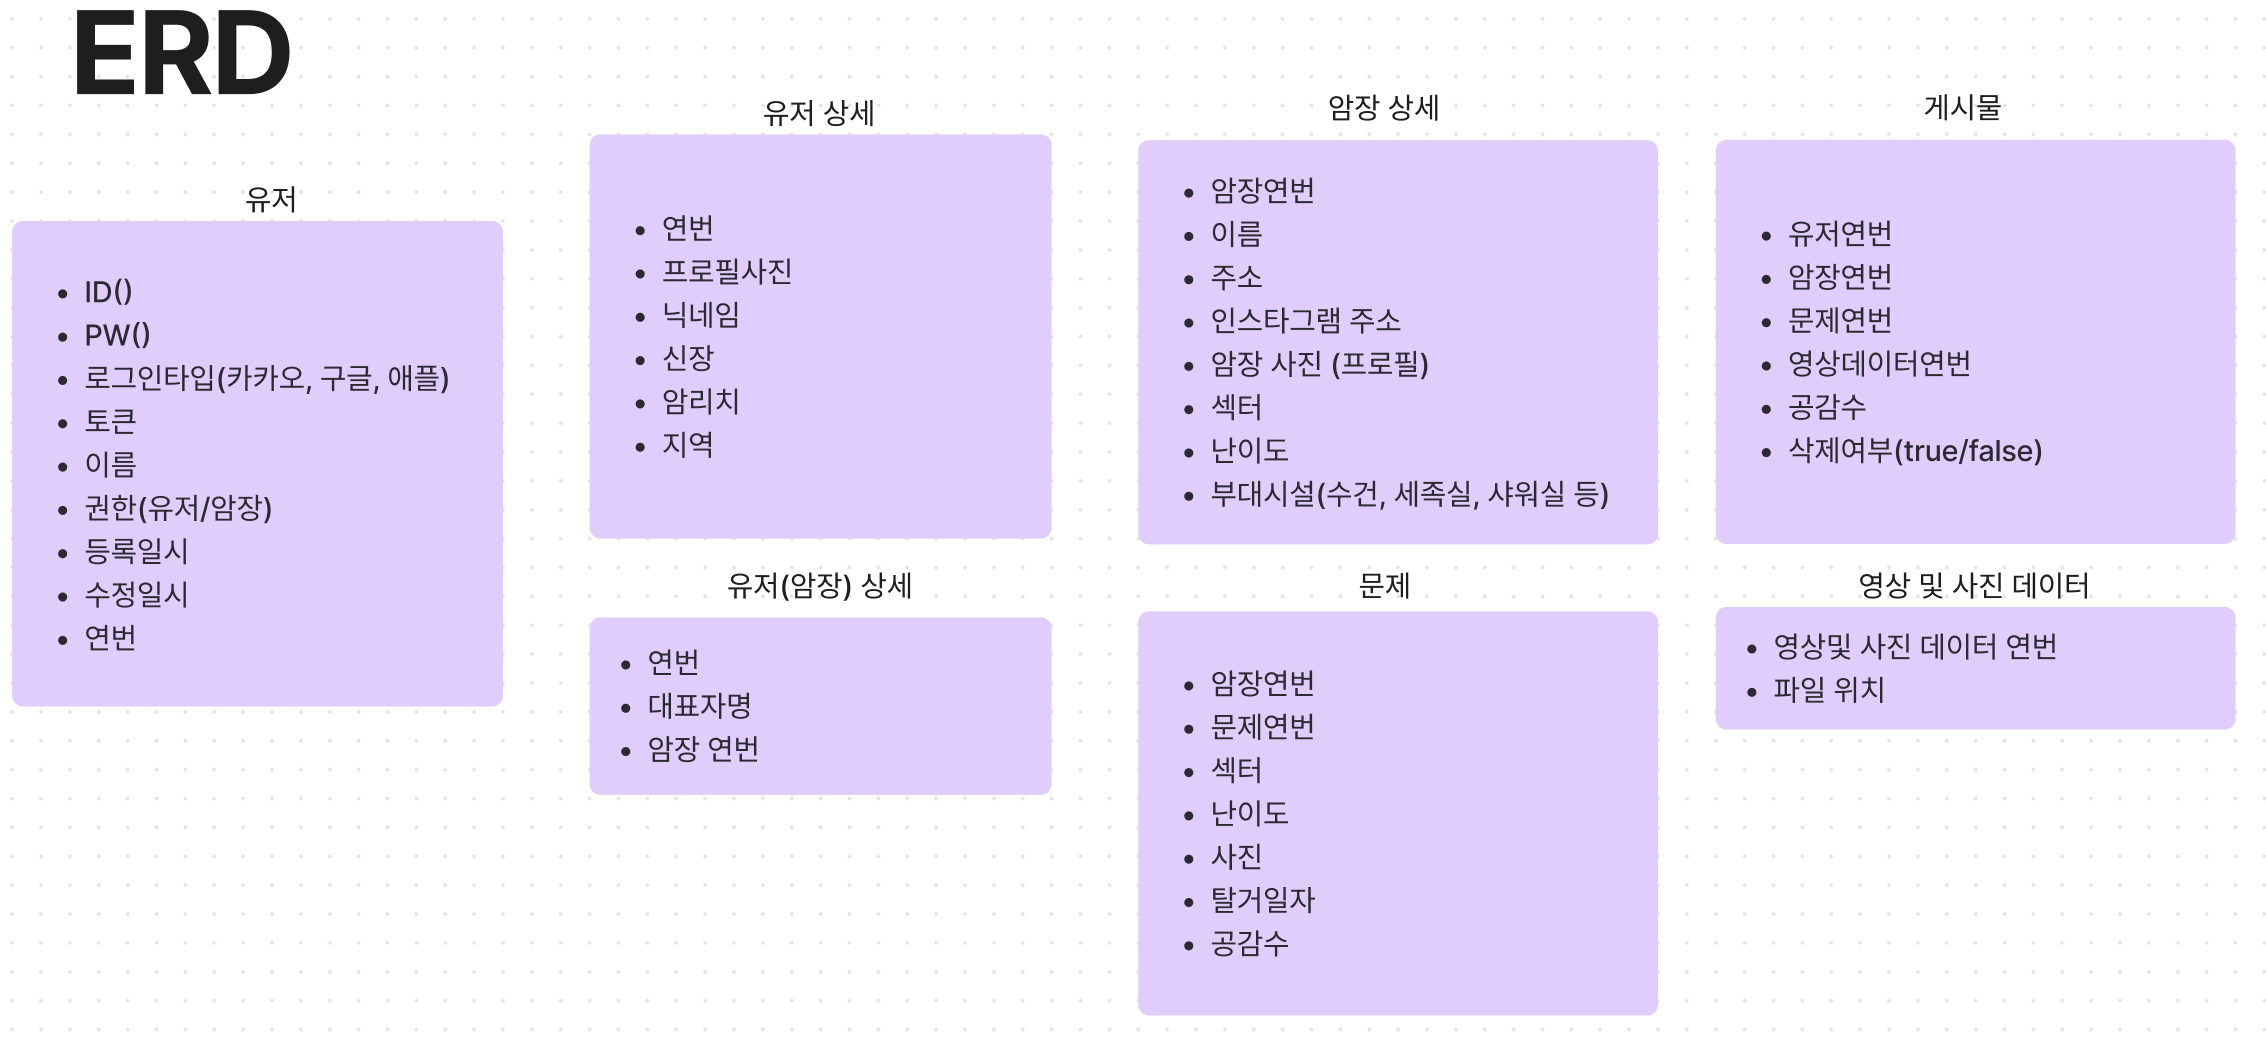 ERD
유저
ID()
PW()
로그인타입(카카오, 구글, 애플)
토큰
이름
권한(유저/암장)
등록일시
수정일시
연번
유저 상세
연번
프로필사진
닉네임
신장
암리치
지역
유저(암장) 상세
연번
대표자명
암장 연번
암장 상세
암장연번
이름
주소
인스타그램 주소
암장 사진 (프로필)
섹터
난이도
부대시설(수건, 세족실, 샤워실 등)
문제
암장연번
문제연번
섹터
난이도
사진
탈거일자
공감수
게시물
유저연번
암장연번
문제연번
영상데이터연번
공감수
삭제여부(true/false)
영상 및 사진 데이터
영상및 사진 데이터 연번
파일 위치